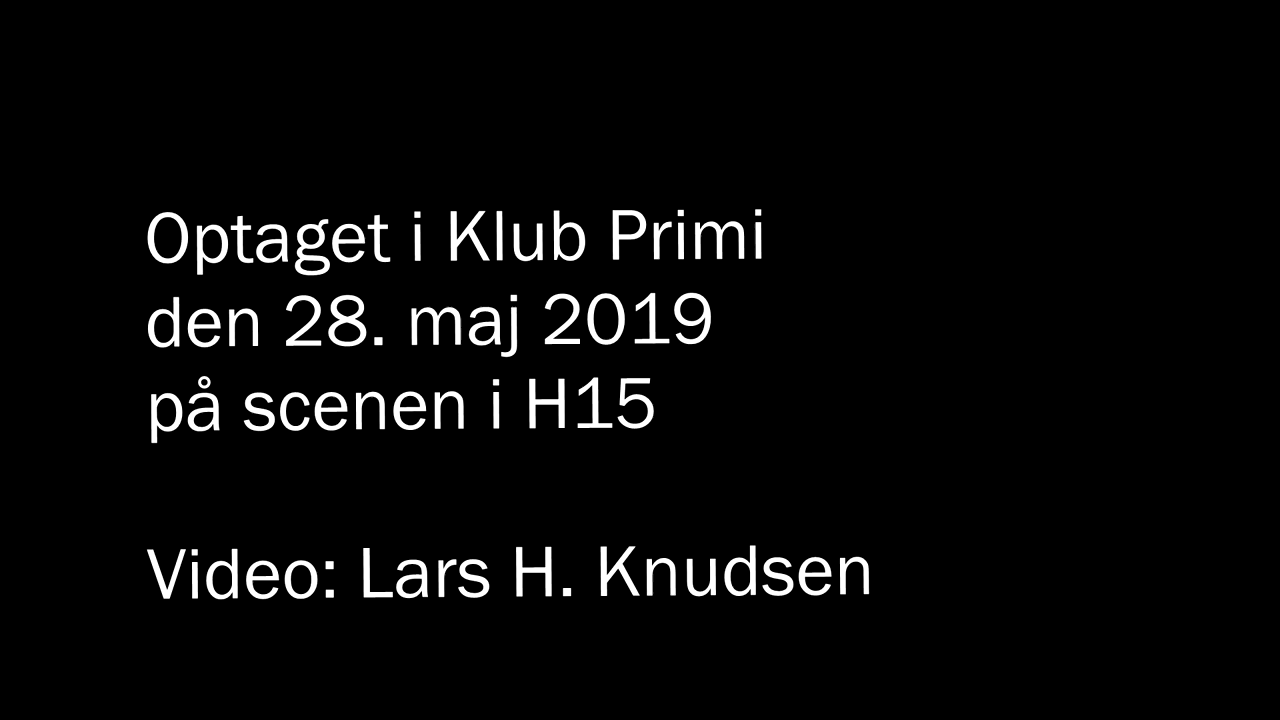 Optaget i Klub Primi
den 28. maj 2019
på scenen i H15
Video: Lars H. Knudsen